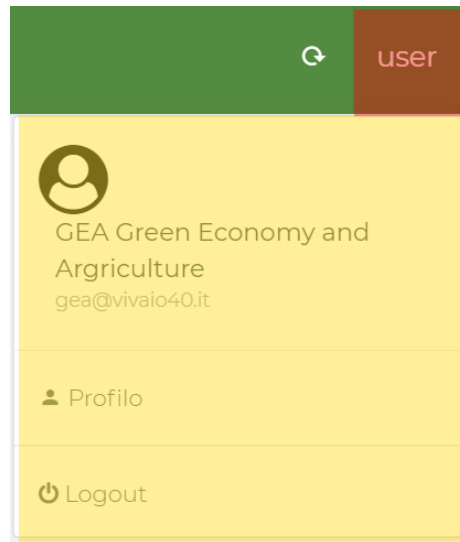 user
GEA Green Economy and
Argriculture
gea@vivaio40.it
Profilo
Logout